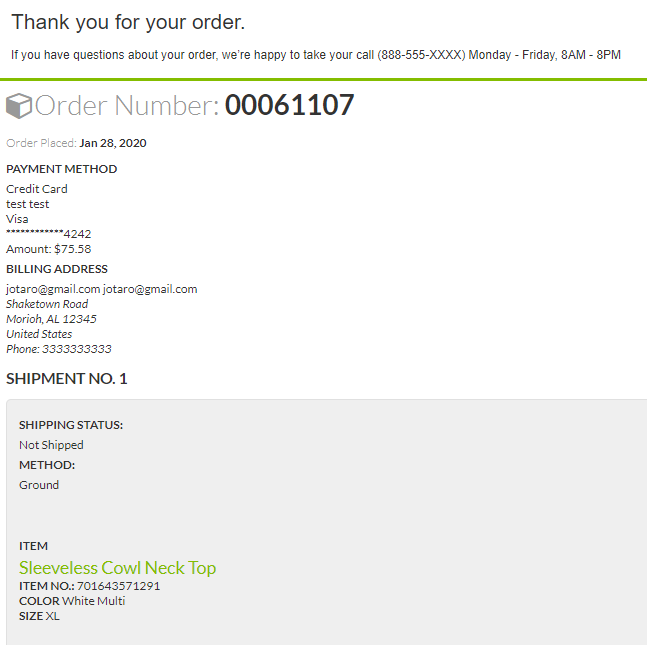 Thank you for your order.
If you have questions about your order, we're happy to take your call (888-555-XXXX) Monday - Friday, 8AM - 8PM
Order Number: 00061107
Order Placed: Jan 28, 2020
PAYMENT METHOD
Credit Card
test test
Visa
************4242
Amount: $75.58
BILLING ADDRESS
jotaro@gmail.com jotaro@gmail.com
Shaketown Road
Morioh, AL 12345
United States
Phone: 3333333333
SHIPMENT NO. 1
SHIPPING STATUS:
Not Shipped
METHOD:
Ground
ITEM
Sleeveless Cowl Neck Top
ITEM NO.: 701643571291
COLOR White Multi
SIZE XL